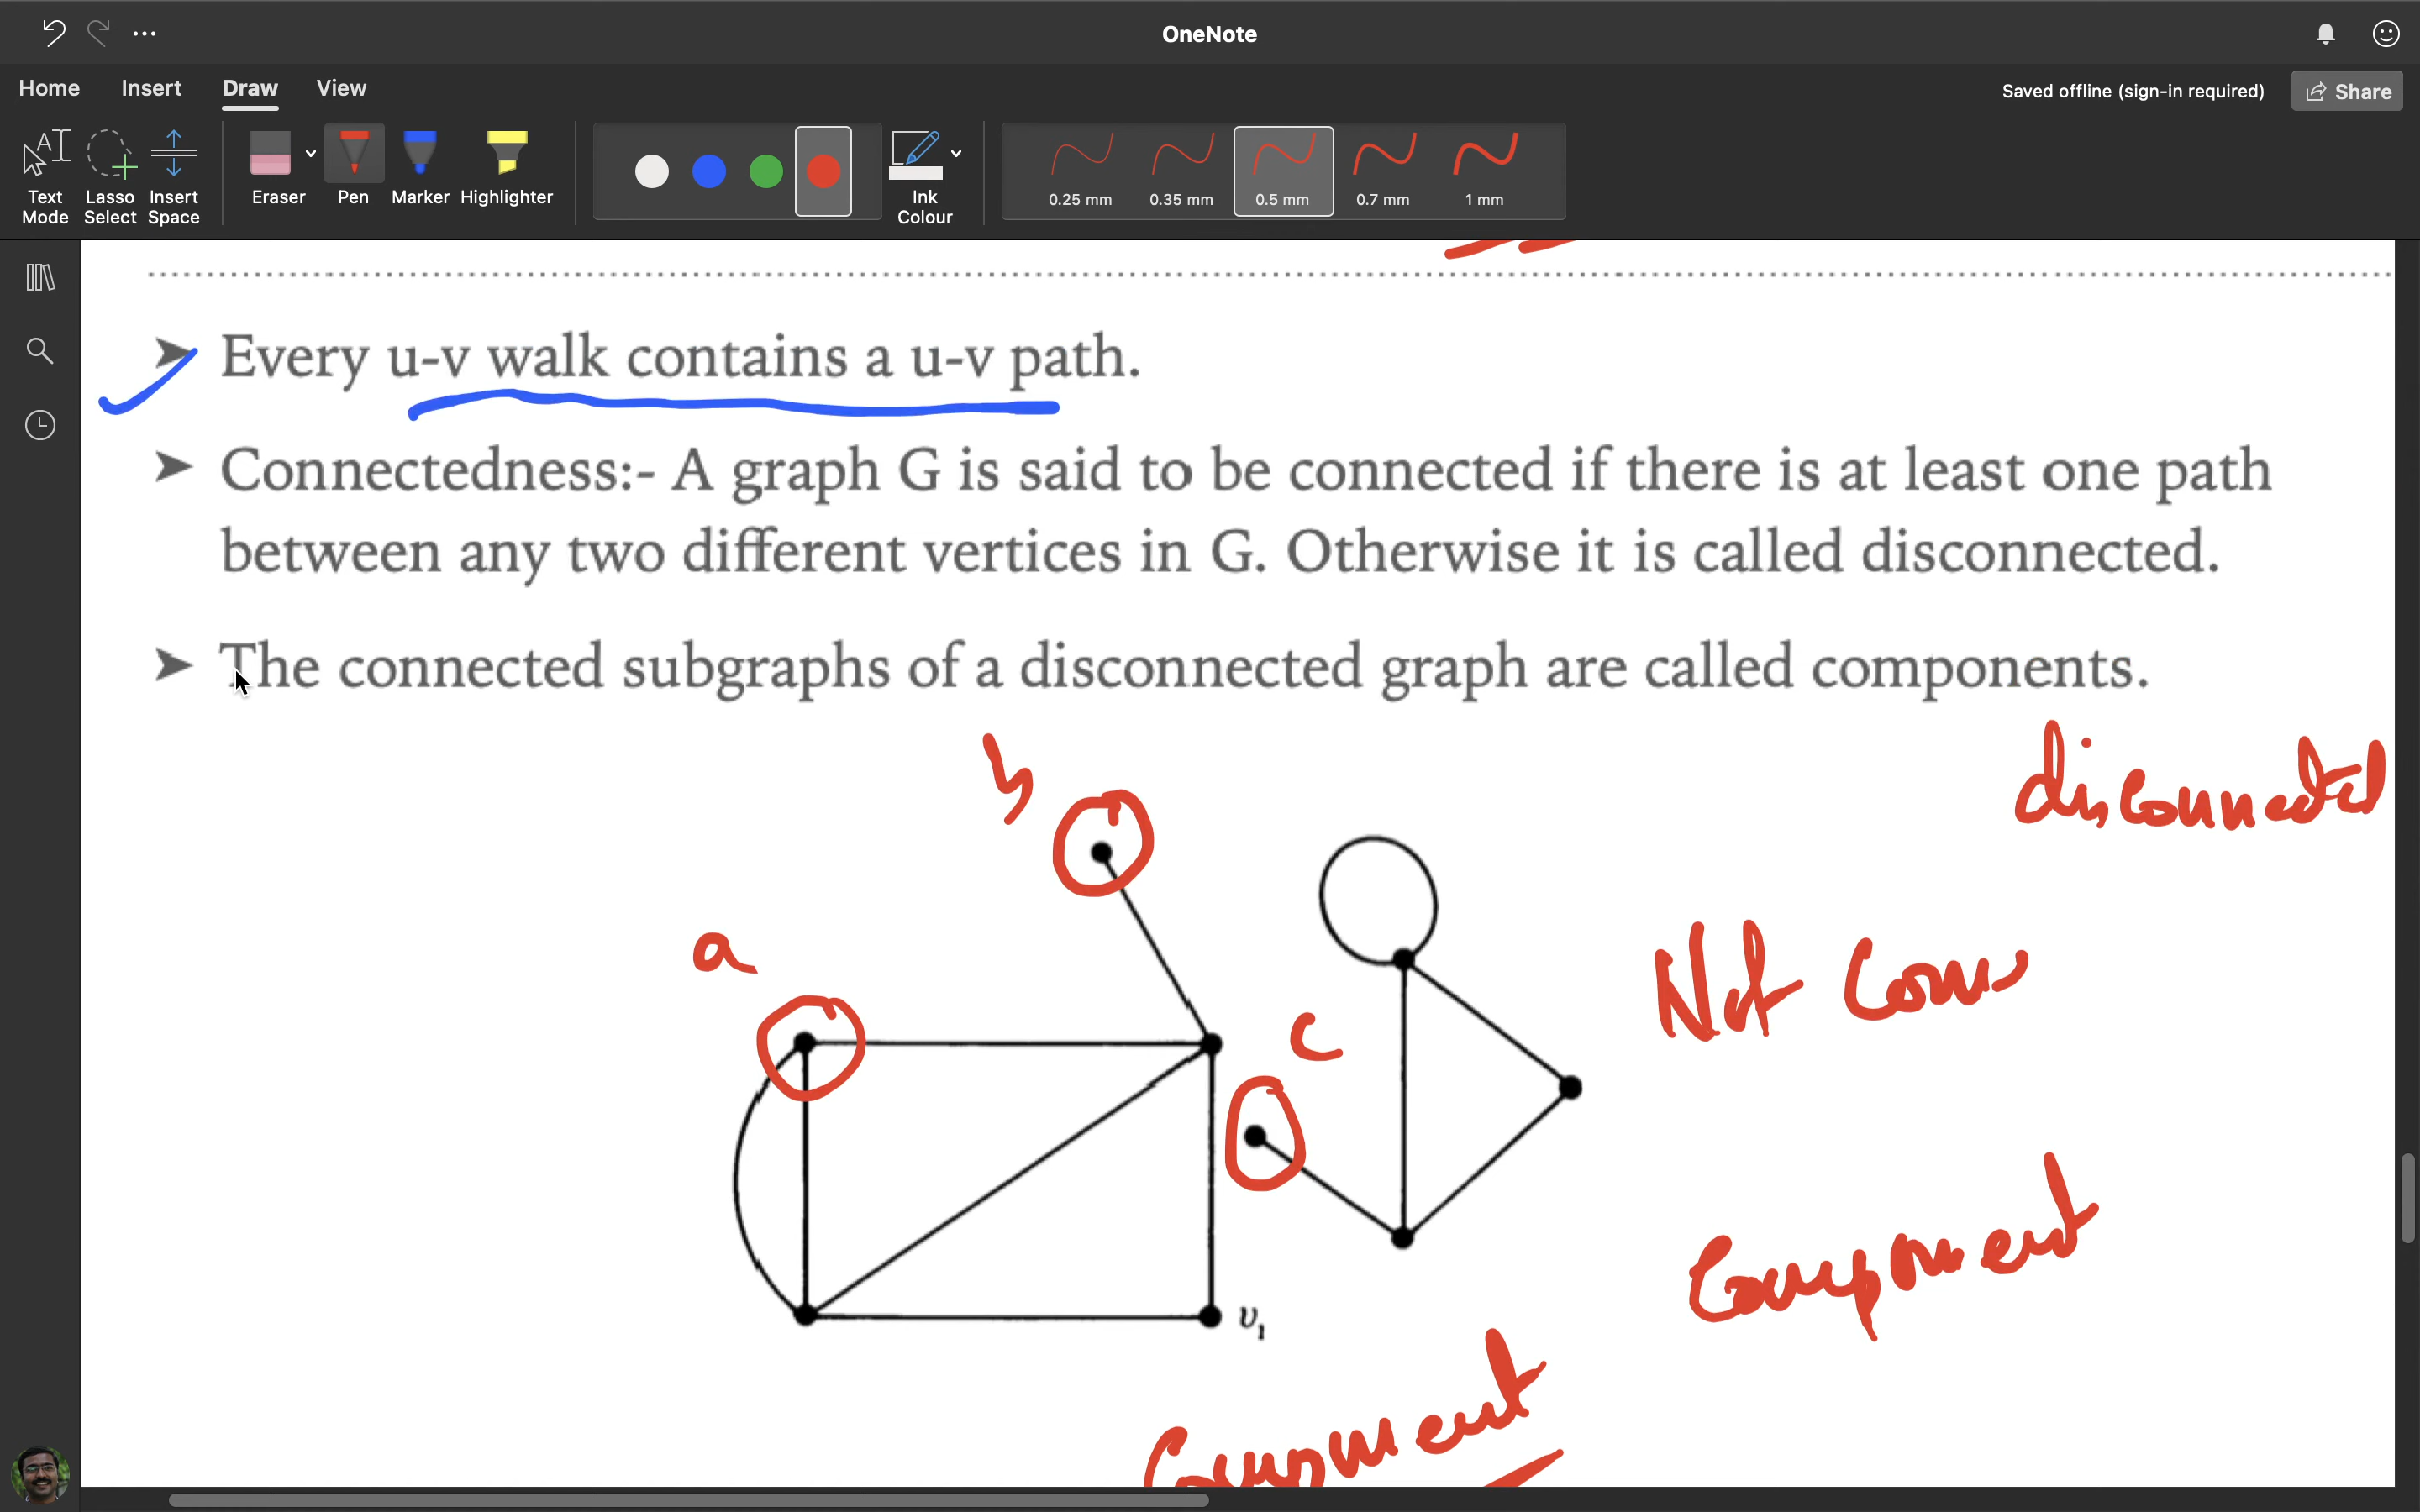 OneNote
Home Insert Draw View
Saved offline (sign-in required) Share
Text Mode
Lasso Select
Insert Space
Eraser
Pen
Marker
Highlighter
Ink Colour
0.25 mm 0.35 mm 0.5 mm 0.7 mm 1 mm
➤ Every u-v walk contains a u-v path.
➤ Connectedness:- A graph G is said to be connected if there is at least one path
between any two different vertices in G. Otherwise it is called disconnected.
➤ The connected subgraphs of a disconnected graph are called components.
disconnected
b
a
c
Not Conn
v₁
Component
Component